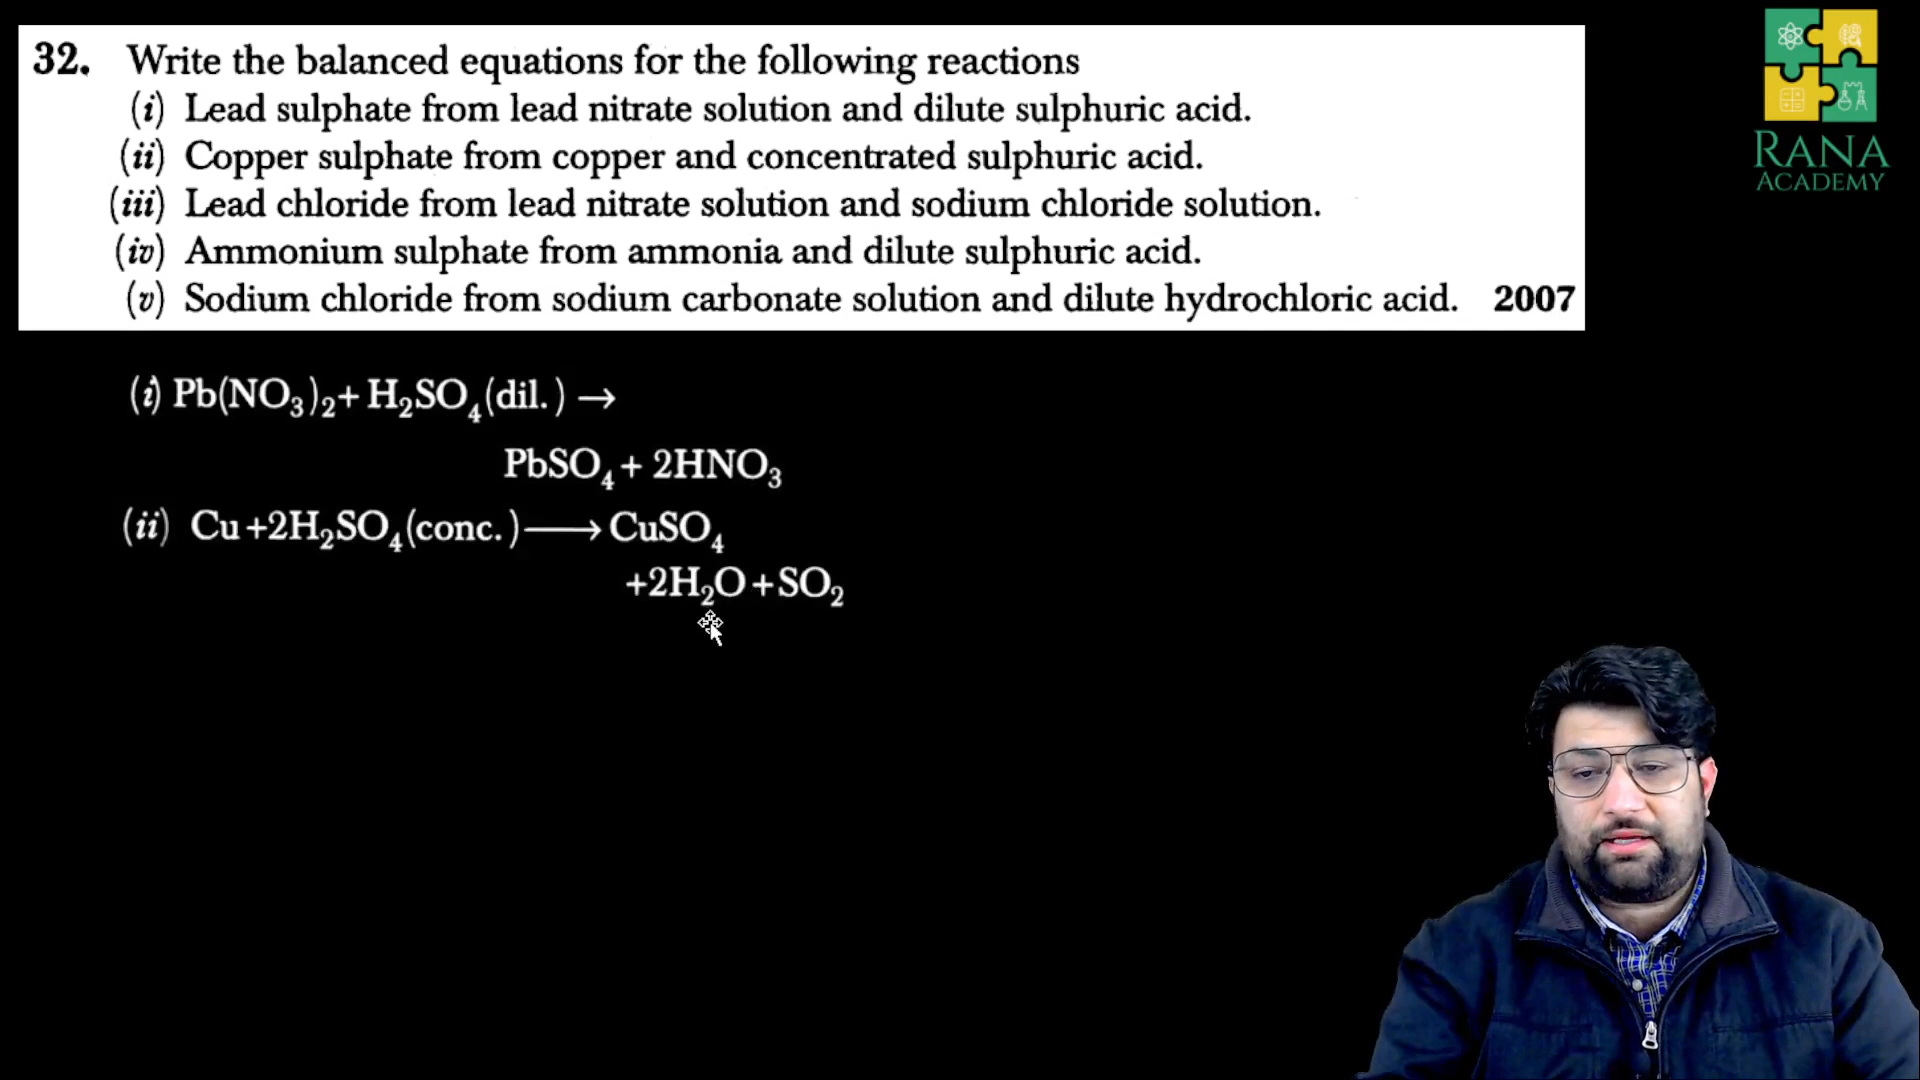 32. Write the balanced equations for the following reactions
(i) Lead sulphate from lead nitrate solution and dilute sulphuric acid.
(ii) Copper sulphate from copper and concentrated sulphuric acid.
(iii) Lead chloride from lead nitrate solution and sodium chloride solution.
(iv) Ammonium sulphate from ammonia and dilute sulphuric acid.
(v) Sodium chloride from sodium carbonate solution and dilute hydrochloric acid. 2007
RANA
ACADEMY
(i) Pb(NO₃)₂+ H₂SO₄(dil.) →
PbSO₄ + 2HNO₃
(ii) Cu +2H₂SO₄(conc.) ⟶ CuSO₄
+2H₂O+SO₂